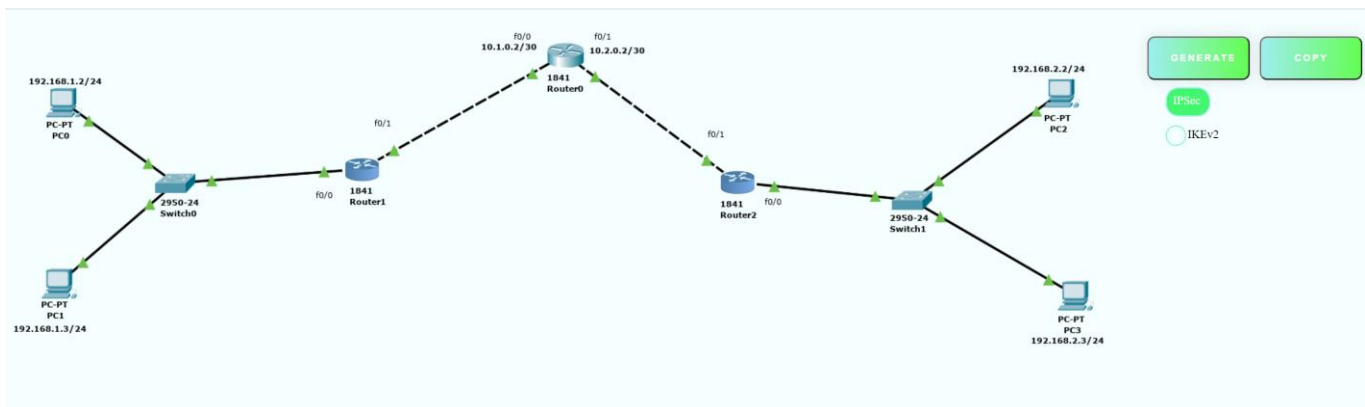 f0/0
f0/1
10.1.0.2/30
10.2.0.2/30
1841
Router0
GENERATE
COPY
IPSec
IKEv2
192.168.1.2/24
PC-PT
PC0
192.168.2.2/24
PC-PT
PC2
f0/1
f0/1
f0/0
1841
Router1
2950-24
Switch0
1841
Router2
f0/0
2950-24
Switch1
PC-PT
PC1
192.168.1.3/24
PC-PT
PC3
192.168.2.3/24